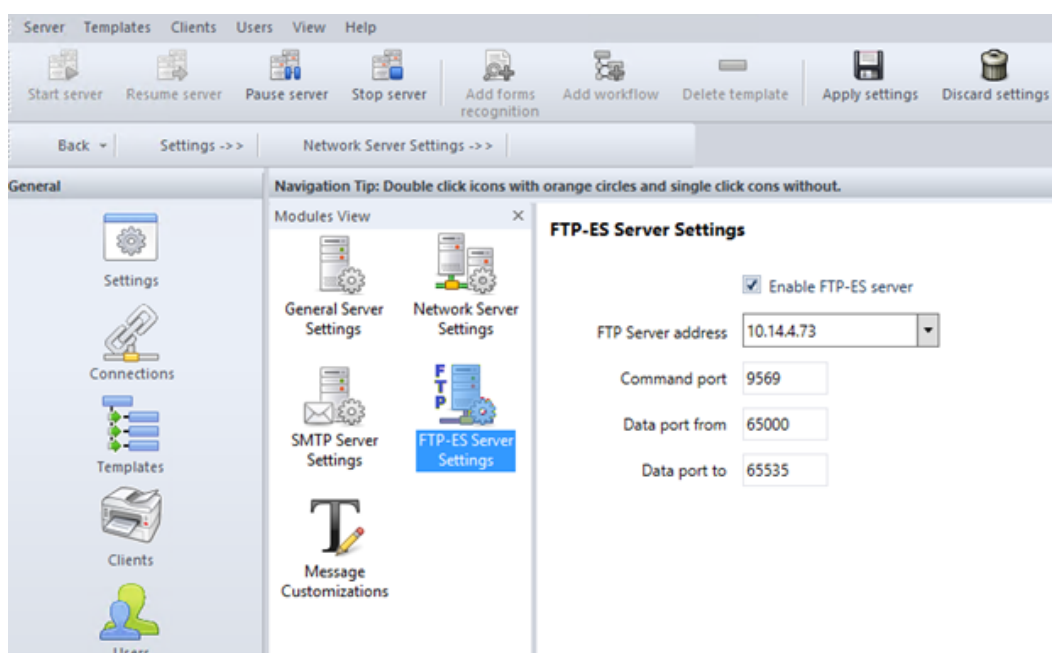 Server Templates Clients Users View Help
Start server Resume server Pause server Stop server Add forms Add workflow Delete template Apply settings Discard settings
recognition
Back Settings ->> Network Server Settings ->>
General
Navigation Tip: Double click icons with orange circles and single click cons without.
Modules View
FTP-ES Server Settings
Settings
General Server
Settings
Network Server
Settings
Enable FTP-ES server
FTP Server address 10.14.4.73
Connections
Command port 9569
FTP
Data port from 65000
SMTP Server
Settings
FTP-ES Server
Settings
Templates
Data port to 65535
T
Clients
Message
Customizations
Users